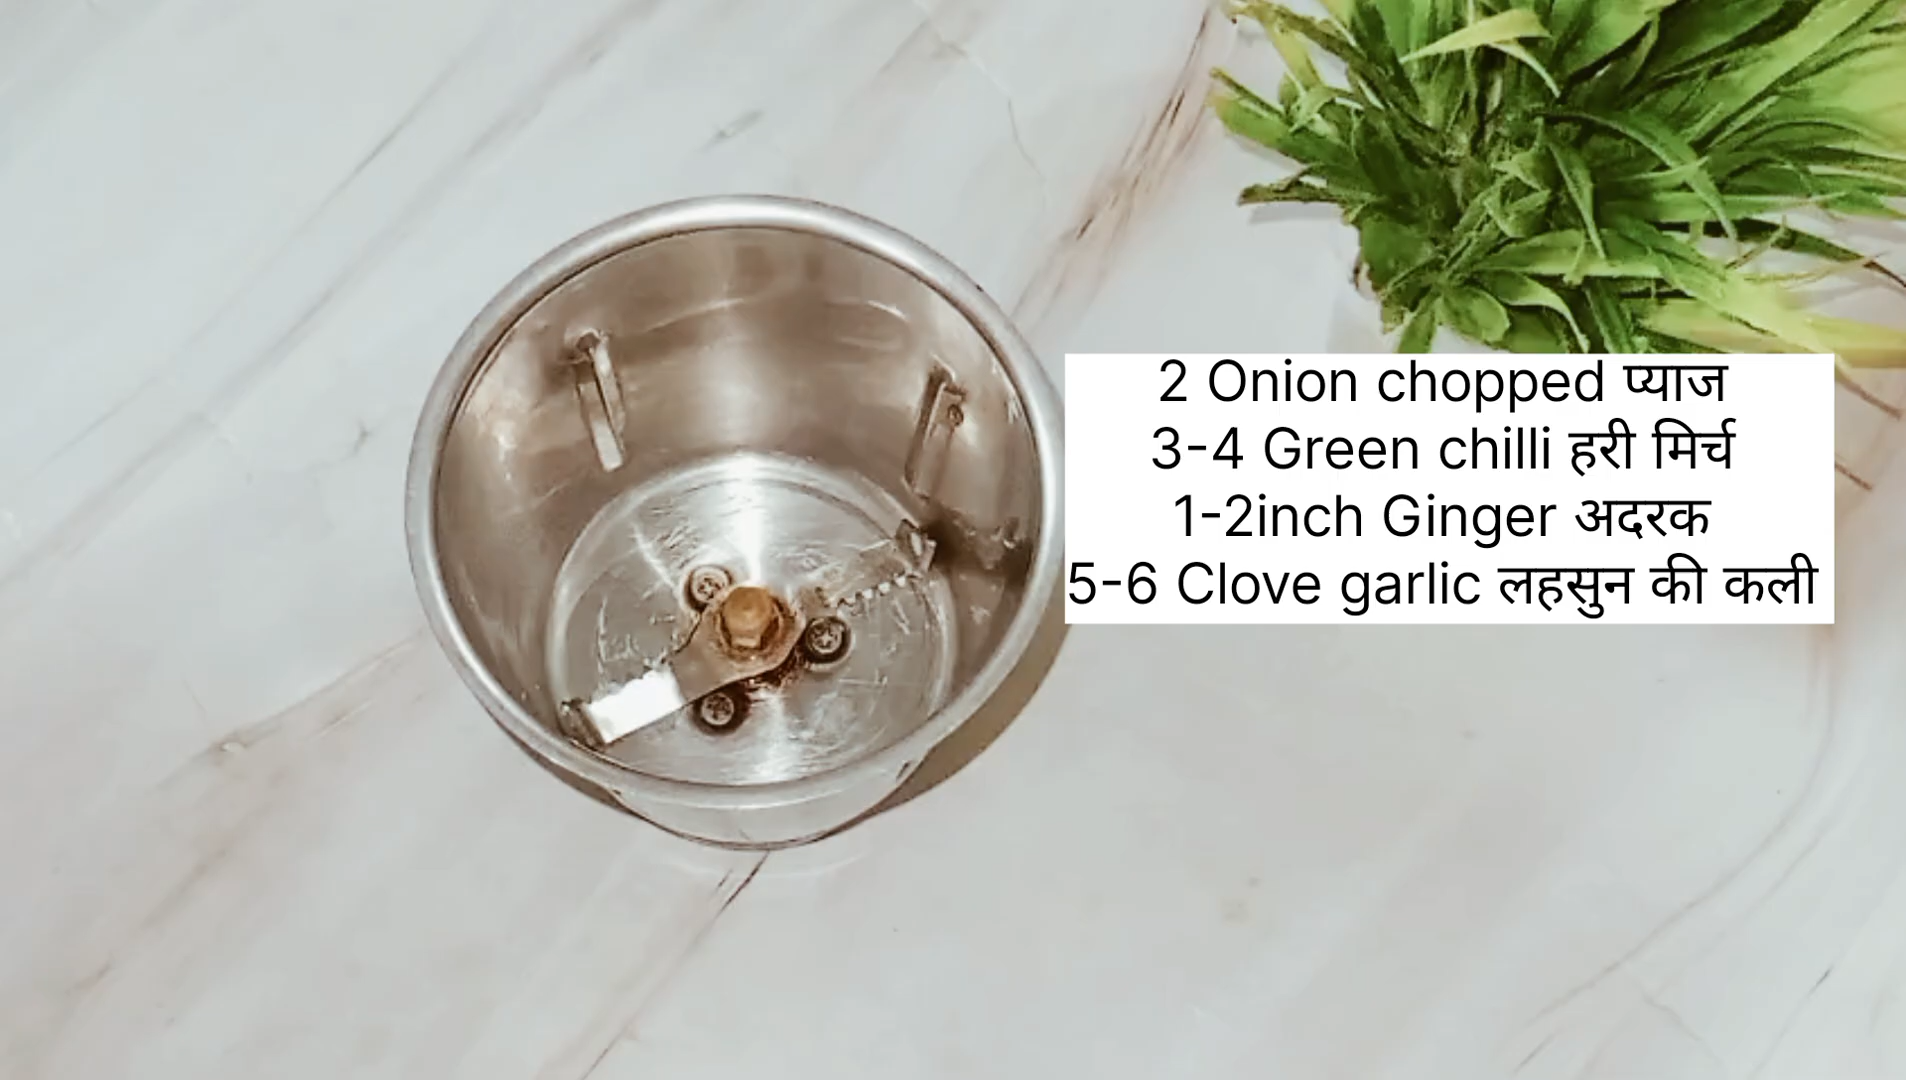 2 Onion chopped प्याज
3-4 Green chilli हरी मिर्च
1-2inch Ginger अदरक
5-6 Clove garlic लहसुन की कली